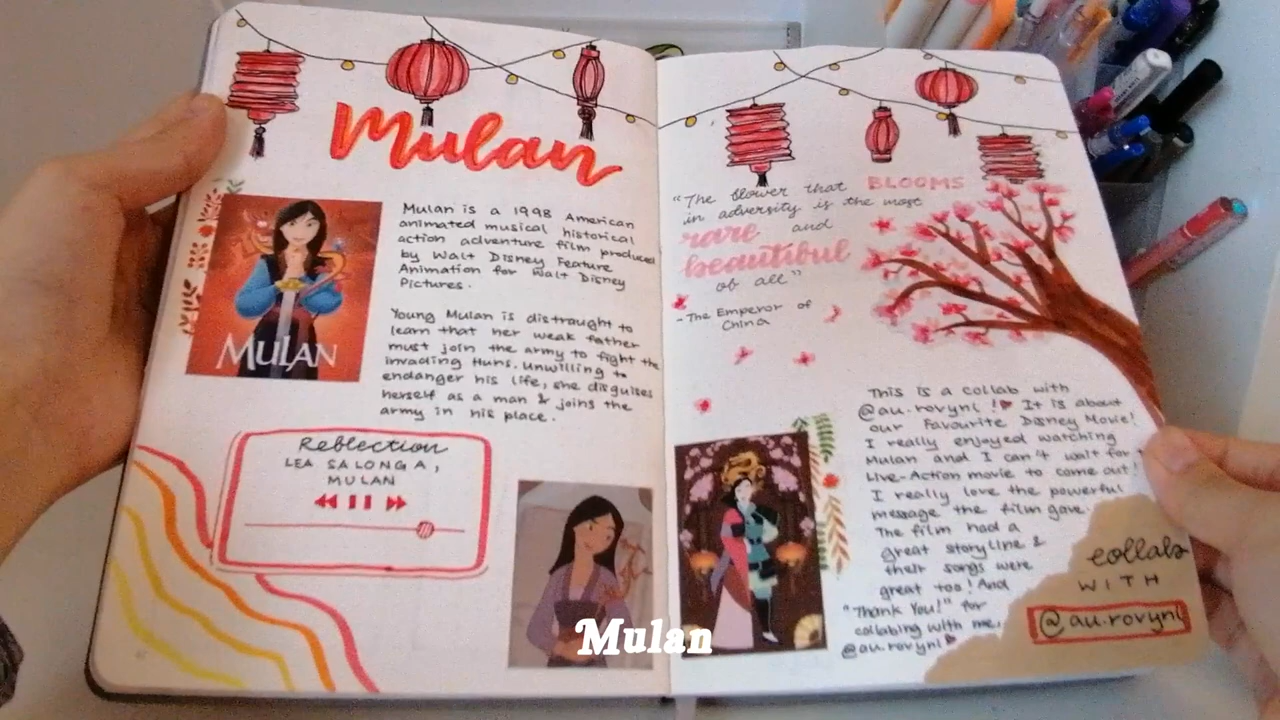 Mulan
MULAN
Mulan is a 1998 American
animated musical historical
action adventure film produced
by Walt Disney Feature
Animation for Walt Disney
Pictures.
Young Mulan is distraught to
learn that her weak father
must join the army to fight the
invading Huns. Unwilling to
endanger his life, she disguises
herself as a man & joins the
army in his place.
Reflection
LEA SALONGA,
MULAN
"The flower that BLOOMS
in adversity is the most
rare and
beautiful
of all"
- The Emperor of
China
This is a collab with
@au.rovynl !♥ It is about
our Favourite Disney Movie!
I really enjoyed watching
Mulan and I can't wait for
Live-Action movie to come out!
I really love the powerful
message the film gave.
The film had a
great storyline &
their songs were
great too! And
"Thank You!" for
collabing with me,
@au.rovynl ♥
collab
WITH
@au.rovynl
Mulan